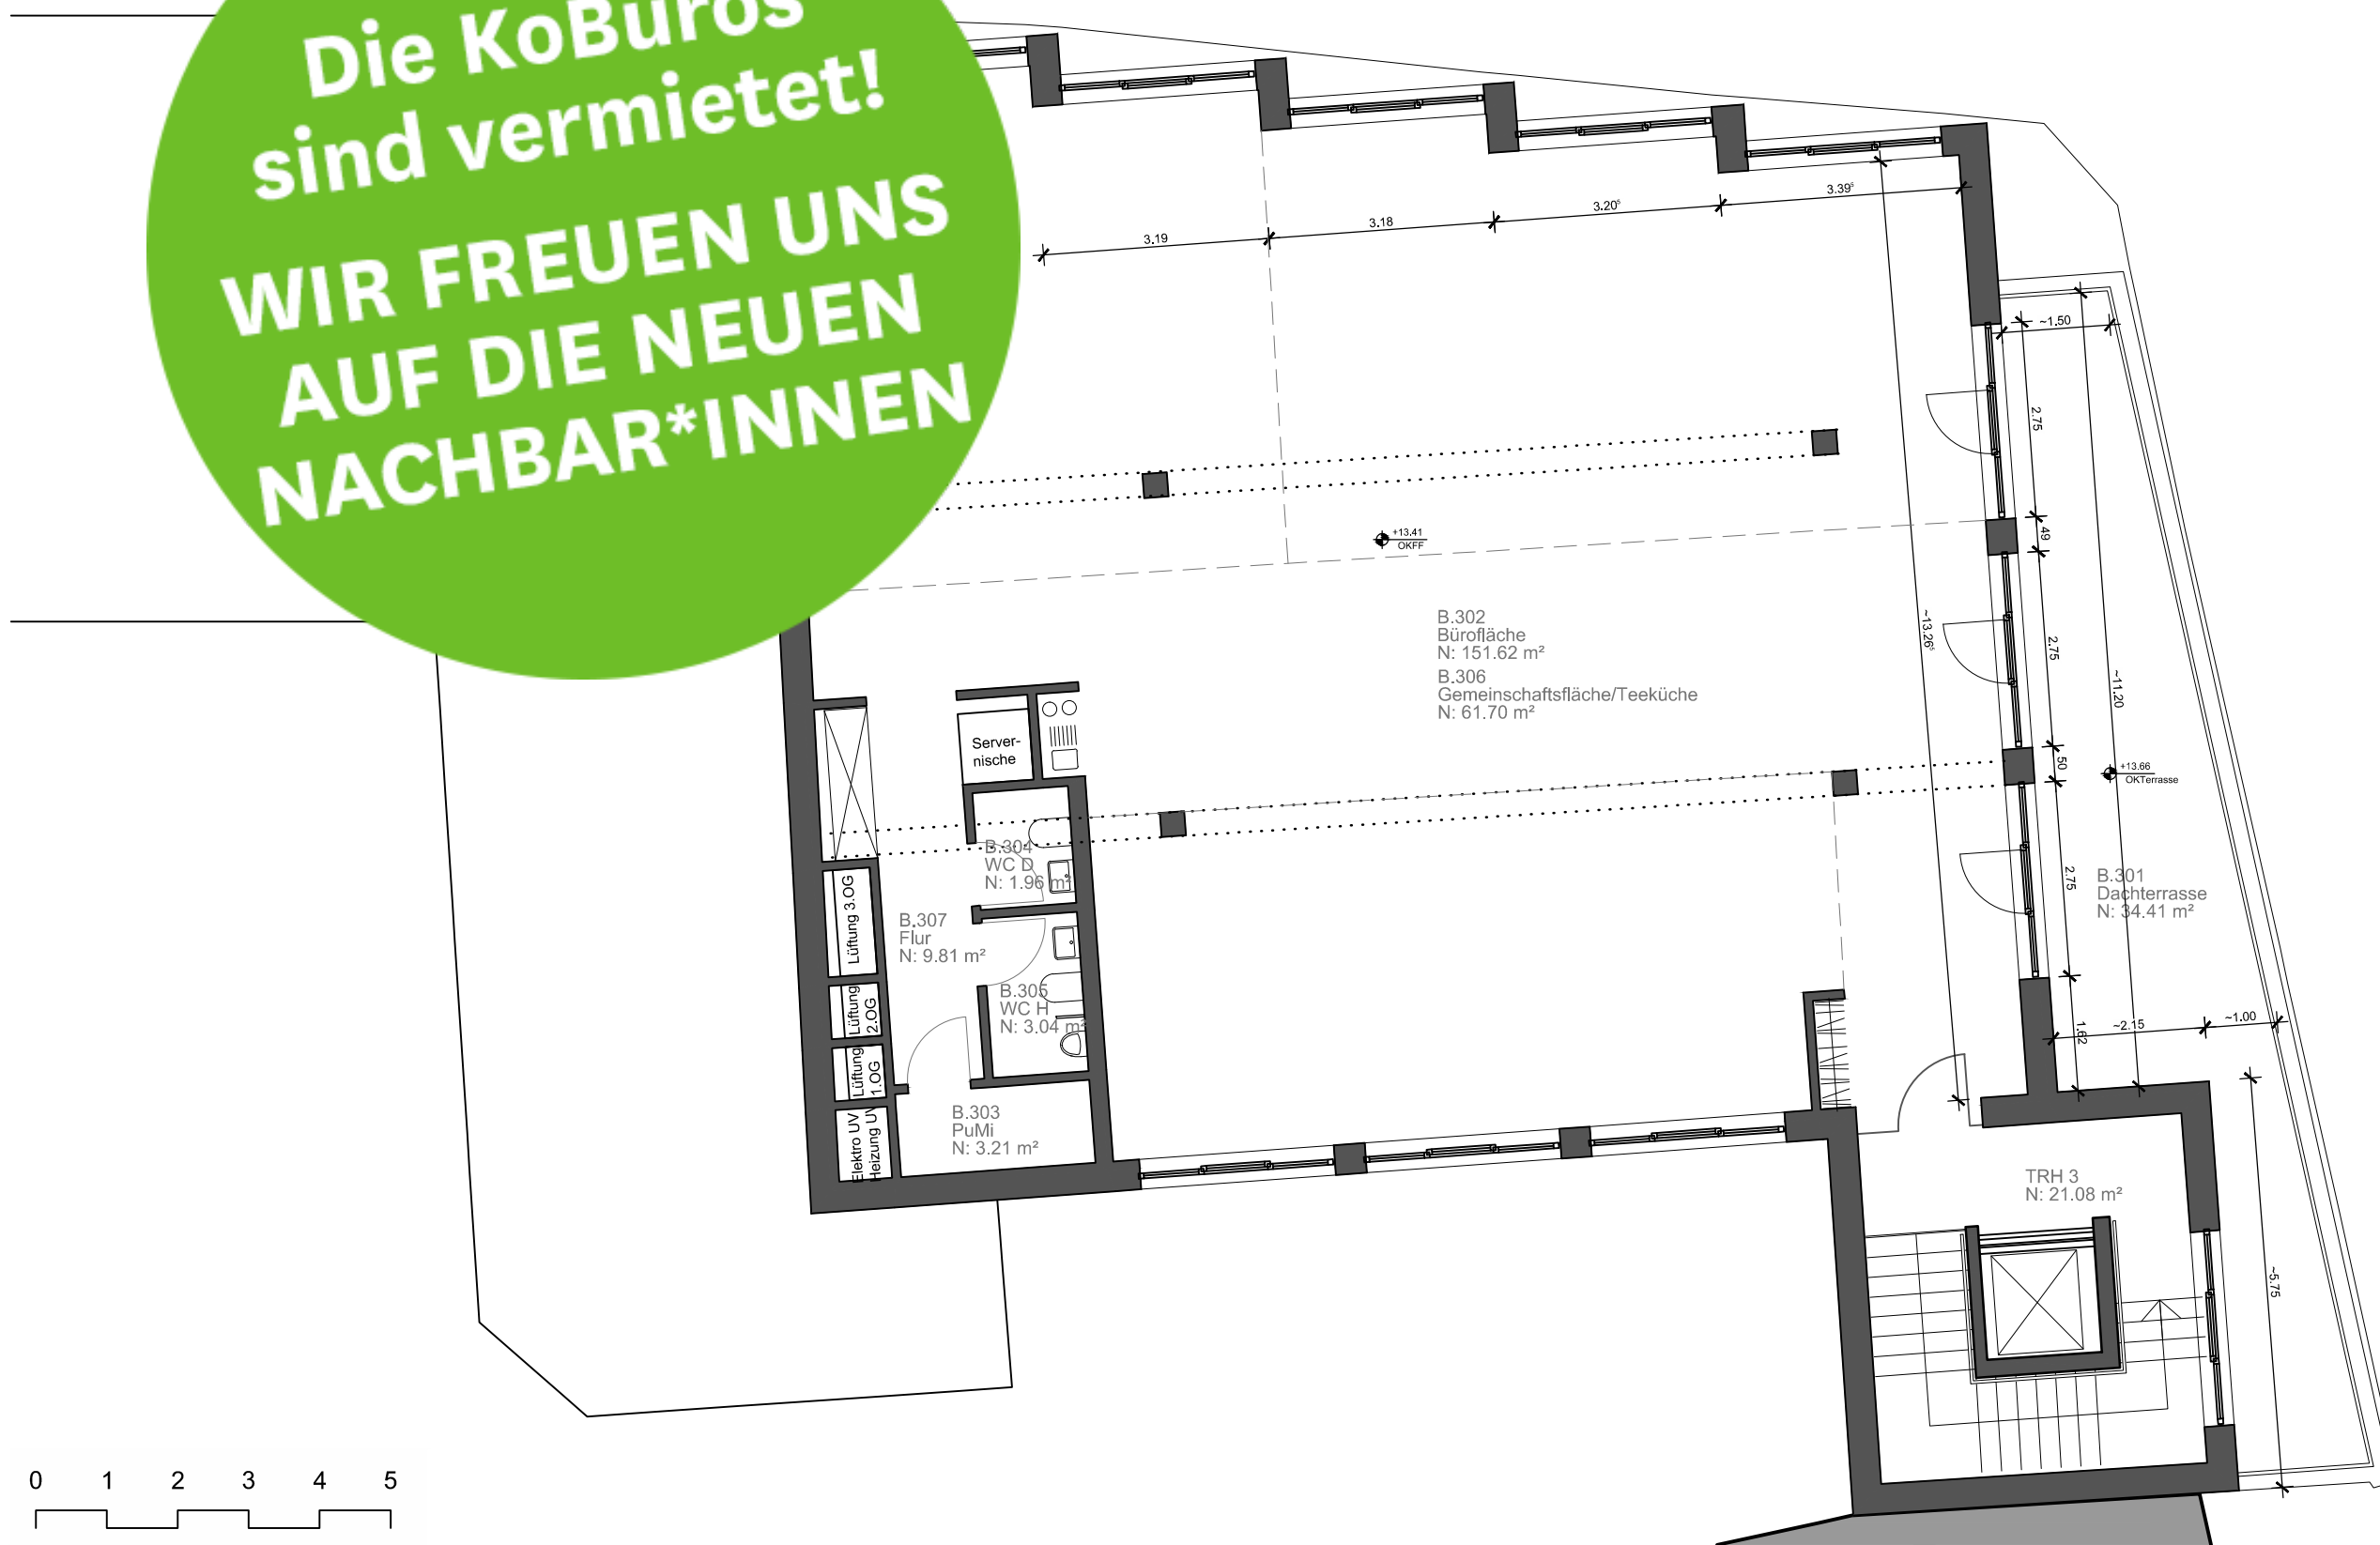 Die KoBüros
sind vermietet!
WIR FREUEN UNS
AUF DIE NEUEN
NACHBAR*INNEN
3.19
3.18
3.20⁵
3.39⁵
~1.50
2.75
49
+13.41
OKFF
~13.26⁵
2.75
~11.20
B.302
Bürofläche
N: 151.62 m²
B.306
Gemeinschaftsfläche/Teeküche
N: 61.70 m²
50
+13.66
OKTerrasse
Server-
nische
B.304
WC D
N: 1.96 m²
2.75
B.301
Dachterrasse
N: 34.41 m²
Lüftung 3.OG
B.307
Flur
N: 9.81 m²
Lüftung
2.OG
B.305
WC H
N: 3.04 m²
1.62
~2.15
~1.00
Lüftung
1.OG
B.303
PuMi
N: 3.21 m²
Elektro UV
Heizung UV
TRH 3
N: 21.08 m²
~5.75
0 1 2 3 4 5